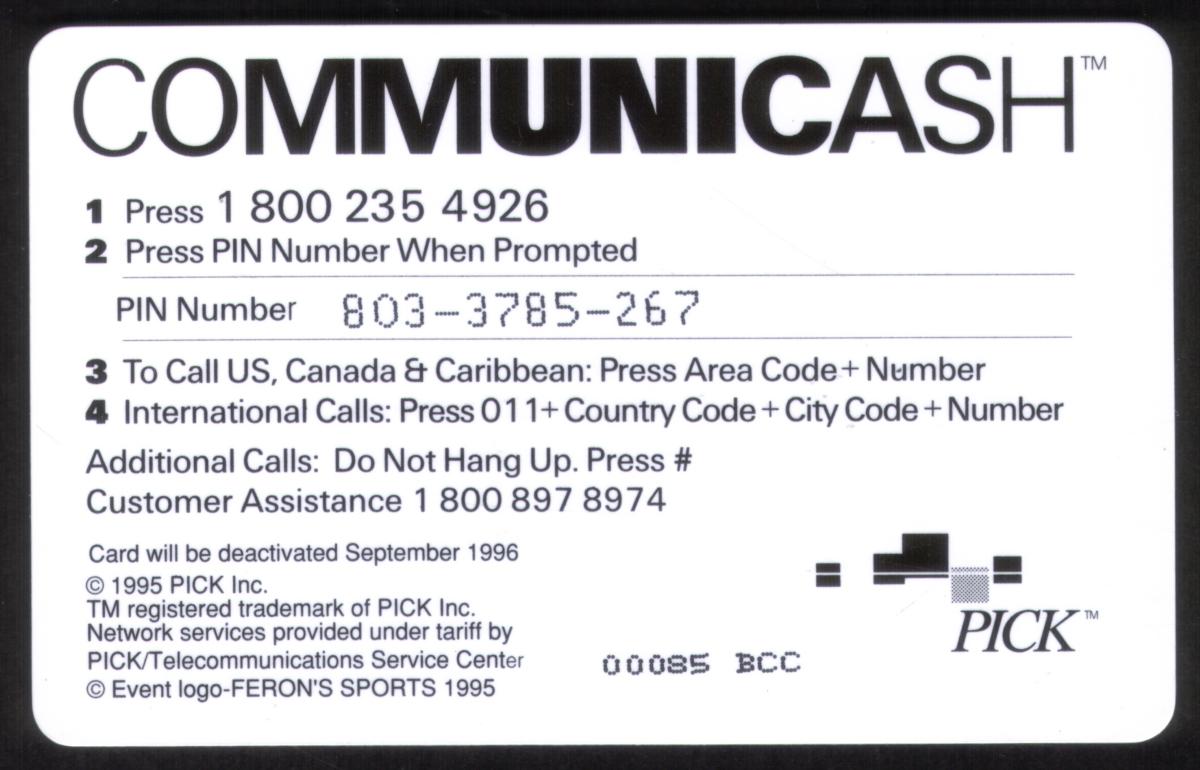 COMMUNICASH™
1 Press 1 800 235 4926
2 Press PIN Number When Prompted
PIN Number 803-3785-267
3 To Call US, Canada & Caribbean: Press Area Code + Number
4 International Calls: Press 011+ Country Code + City Code + Number
Additional Calls: Do Not Hang Up. Press #
Customer Assistance 1 800 897 8974
Card will be deactivated September 1996
© 1995 PICK Inc.
TM registered trademark of PICK Inc.
Network services provided under tariff by
PICK/Telecommunications Service Center
© Event logo-FERON'S SPORTS 1995
00085 BCC
PICK™